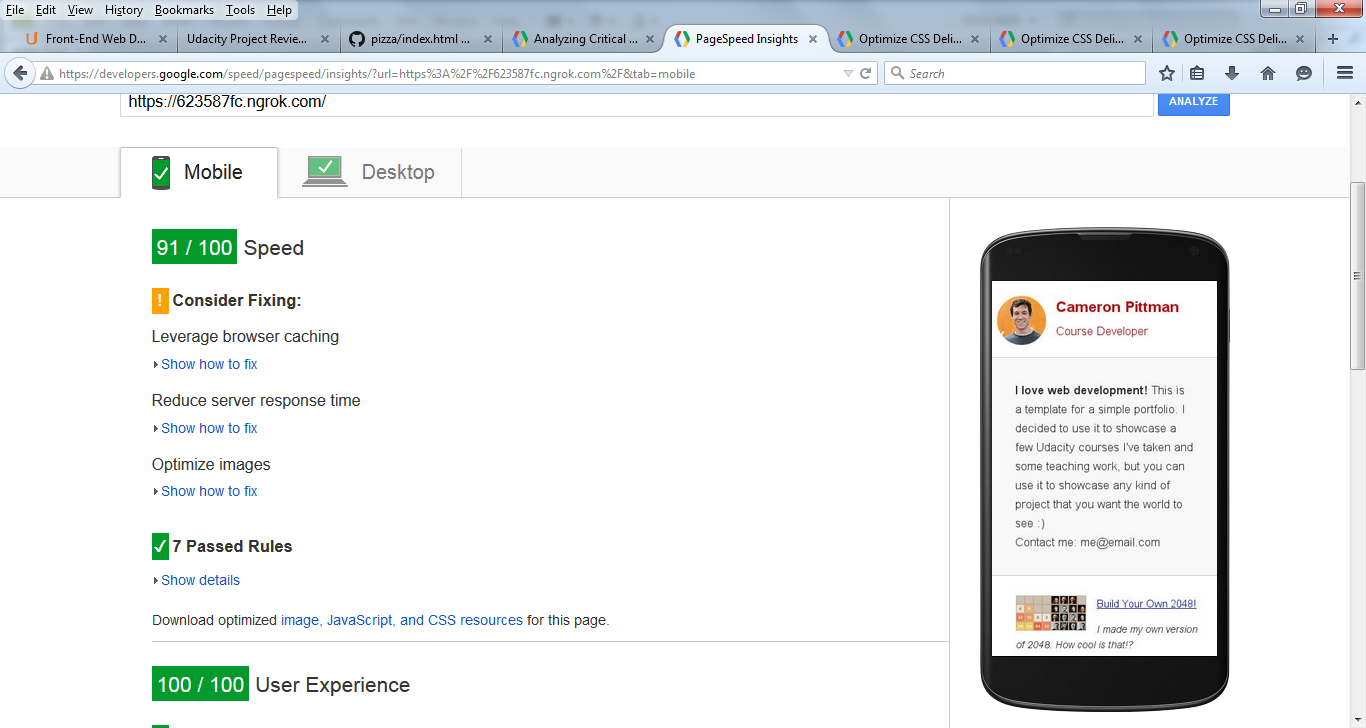 File Edit View History Bookmarks Tools Help
Front-End Web D...
Udacity Project Revie...
pizza/index.html ...
Analyzing Critical ...
PageSpeed Insights
Optimize CSS Deli...
Optimize CSS Deli...
Optimize CSS Deli...
https://developers.google.com/speed/pagespeed/insights/?url=https%3A%2F%2F623587fc.ngrok.com%2F&tab=mobile
Search
https://623587fc.ngrok.com/
ANALYZE
Mobile
Desktop
91 / 100 Speed
! Consider Fixing:
Leverage browser caching
Show how to fix
Reduce server response time
Show how to fix
Optimize images
Show how to fix
7 Passed Rules
Show details
Download optimized image, JavaScript, and CSS resources for this page.
100 / 100 User Experience
Cameron Pittman
Course Developer
I love web development! This is
a template for a simple portfolio. I
decided to use it to showcase a
few Udacity courses I've taken and
some teaching work, but you can
use it to showcase any kind of
project that you want the world to
see :)
Contact me: me@email.com
Build Your Own 2048!
I made my own version
of 2048. How cool is that!?